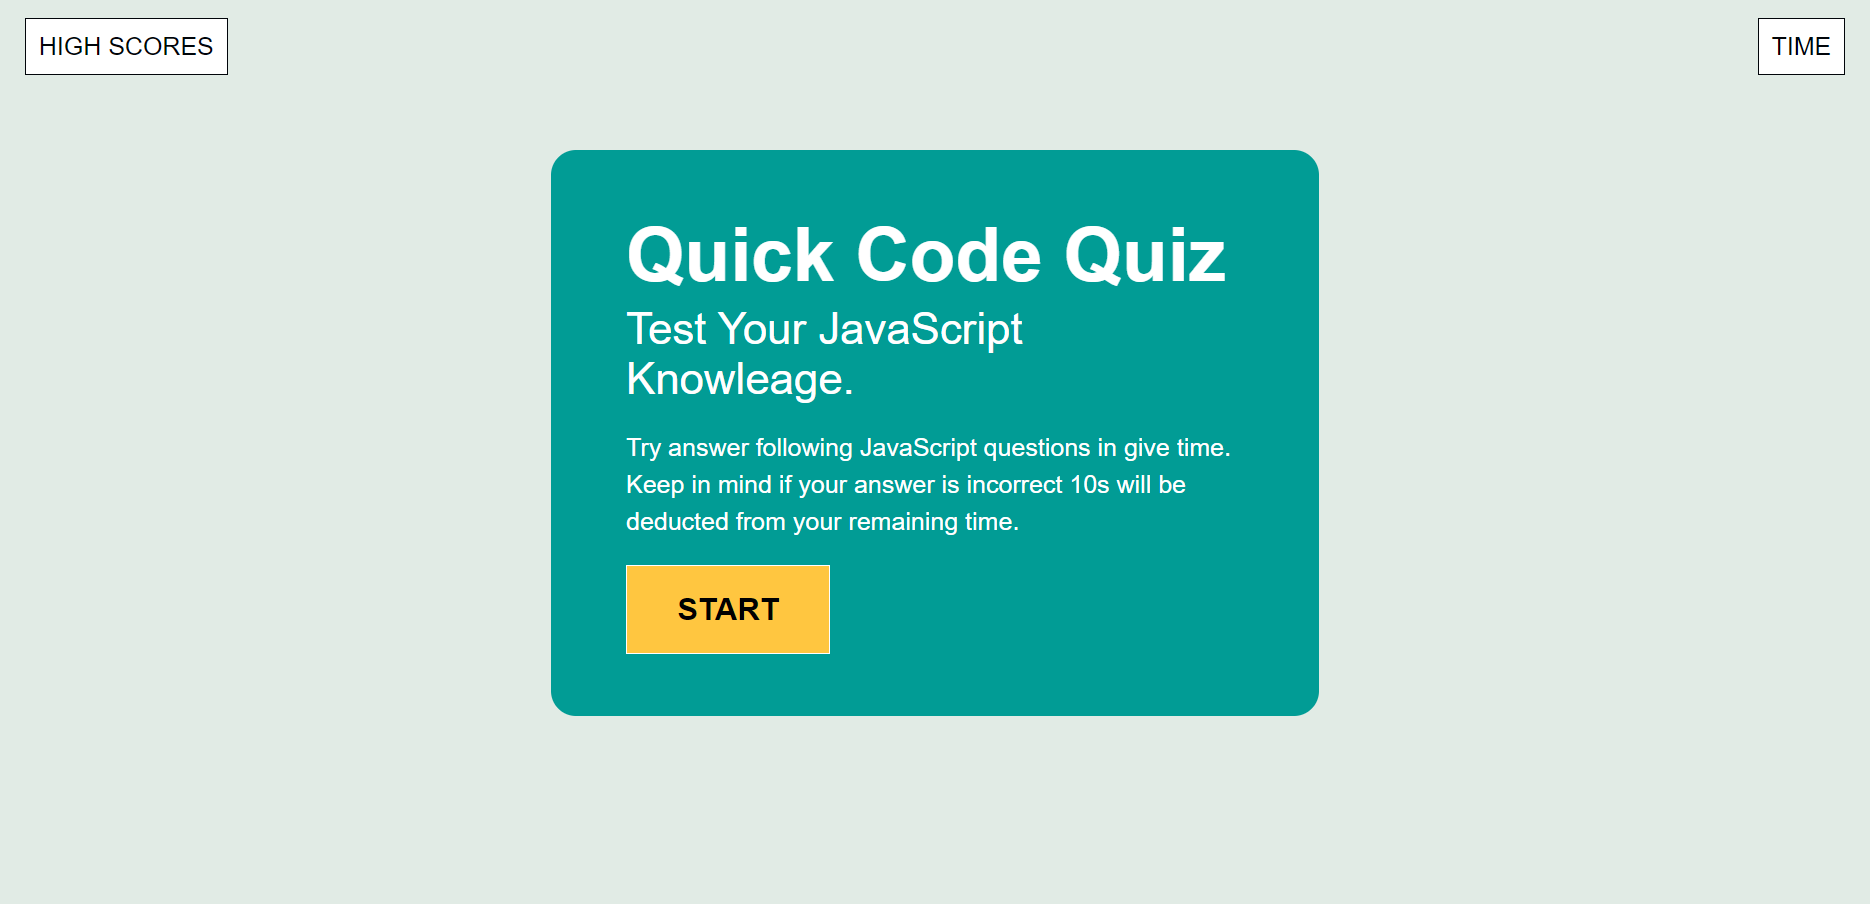 HIGH SCORES
TIME
Quick Code Quiz
Test Your JavaScript
Knowleage.
Try answer following JavaScript questions in give time.
Keep in mind if your answer is incorrect 10s will be
deducted from your remaining time.
START